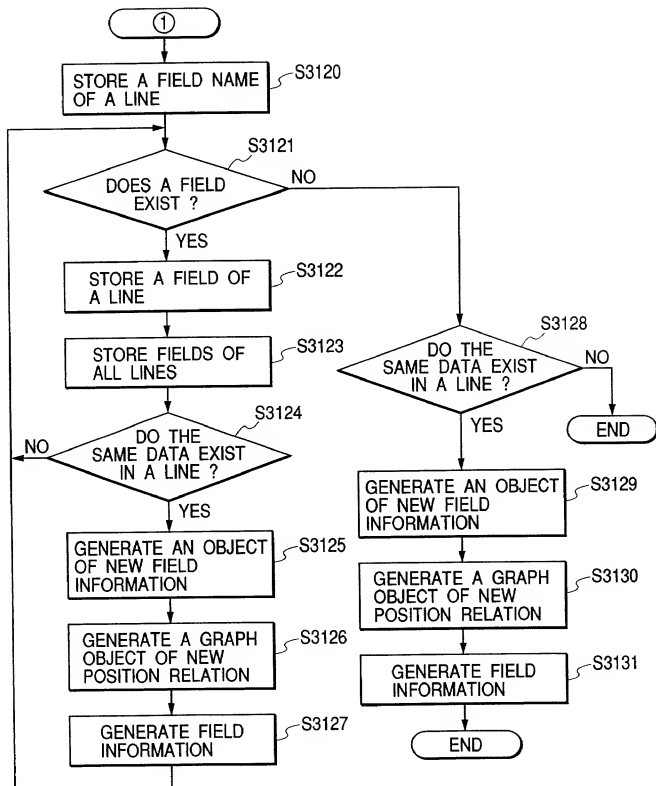 ①
STORE A FIELD NAME
OF A LINE
S3120
S3121
DOES A FIELD
EXIST ?
NO
YES
STORE A FIELD OF
A LINE
S3122
STORE FIELDS OF
ALL LINES
S3123
S3124
DO THE
SAME DATA EXIST
IN A LINE ?
NO
YES
GENERATE AN OBJECT
OF NEW FIELD
INFORMATION
S3125
GENERATE A GRAPH
OBJECT OF NEW
POSITION RELATION
S3126
GENERATE FIELD
INFORMATION
S3127
S3128
DO THE
SAME DATA EXIST
IN A LINE ?
NO
END
YES
GENERATE AN OBJECT
OF NEW FIELD
INFORMATION
S3129
GENERATE A GRAPH
OBJECT OF NEW
POSITION RELATION
S3130
GENERATE FIELD
INFORMATION
S3131
END